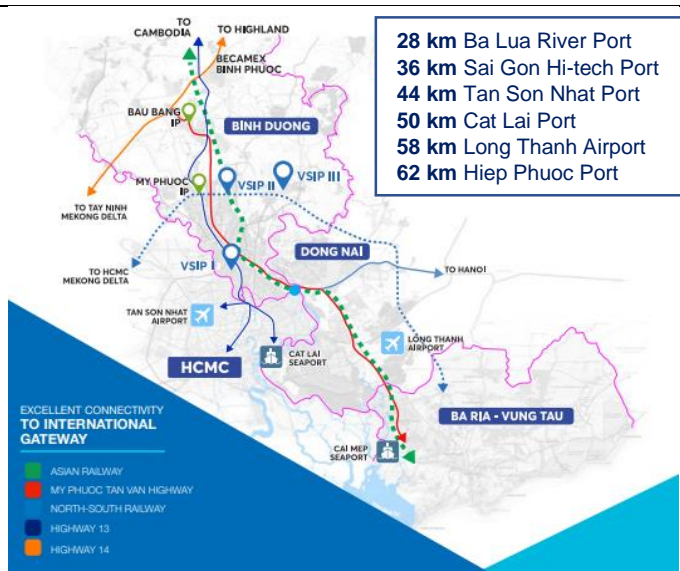 TO
CAMBODIA
TO HIGHLAND
BECAMEX
BINH PHUOC
BAU BANG
IP
BÌNH DUONG
MY PHUOC
IP
VSIP II
VSIP III
TO TAY NINH
MEKONG DELTA
VSIP I
DONG NAI
TO HCMC
MEKONG DELTA
TO HANOI
TAN SON NHAT
AIRPORT
HCMC
CAT LAI
SEAPORT
LONG THANH
AIRPORT
BA RỊA - VUNG TAU
CAI MEP
SEAPORT
28 km Ba Lua River Port
36 km Sai Gon Hi-tech Port
44 km Tan Son Nhat Port
50 km Cat Lai Port
58 km Long Thanh Airport
62 km Hiep Phuoc Port
EXCELLENT CONNECTIVITY
TO INTERNATIONAL
GATEWAY
ASIAN RAILWAY
MY PHUOC TAN VAN HIGHWAY
NORTH-SOUTH RAILWAY
HIGHWAY 13
HIGHWAY 14